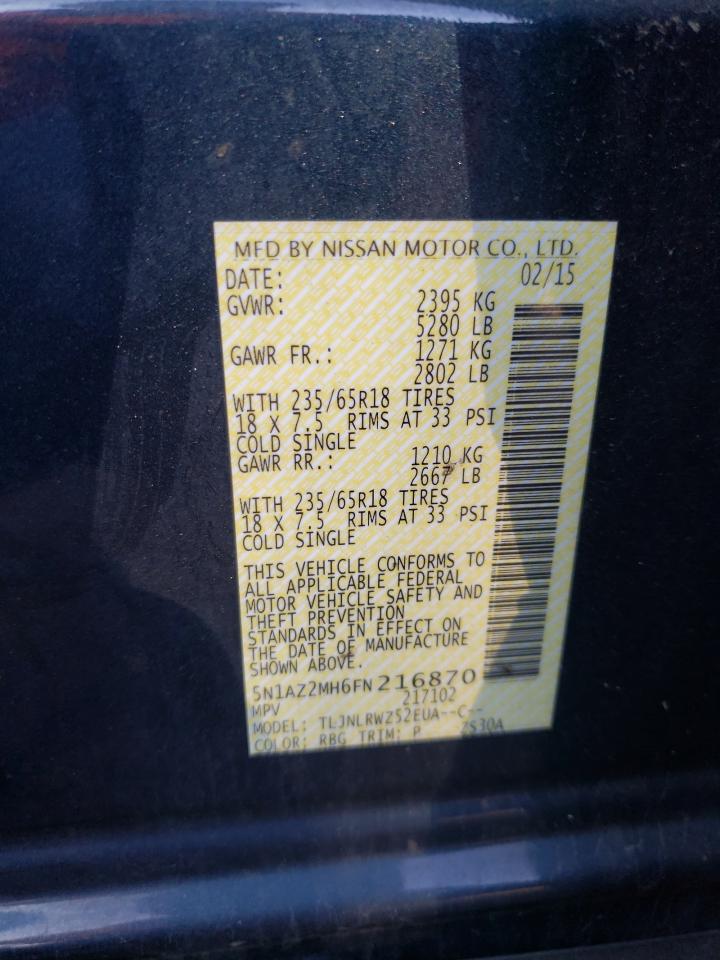 MFD BY NISSAN MOTOR CO., LTD.
DATE: 02/15
GVWR: 2395 KG
5280 LB
GAWR FR.: 1271 KG
2802 LB
WITH 235/65R18 TIRES
18 X 7.5 RIMS AT 33 PSI
COLD SINGLE
GAWR RR.: 1210 KG
2667 LB
WITH 235/65R18 TIRES
18 X 7.5 RIMS AT 33 PSI
COLD SINGLE
THIS VEHICLE CONFORMS TO
ALL APPLICABLE FEDERAL
MOTOR VEHICLE SAFETY AND
THEFT PREVENTION
STANDARDS IN EFFECT ON
THE DATE OF MANUFACTURE
SHOWN ABOVE.
5N1AZ2MH6FN216870
MPV 217102
MODEL: TLJNLRWZ52EUA--C--
COLOR: RBG TRIM: P ZS30A